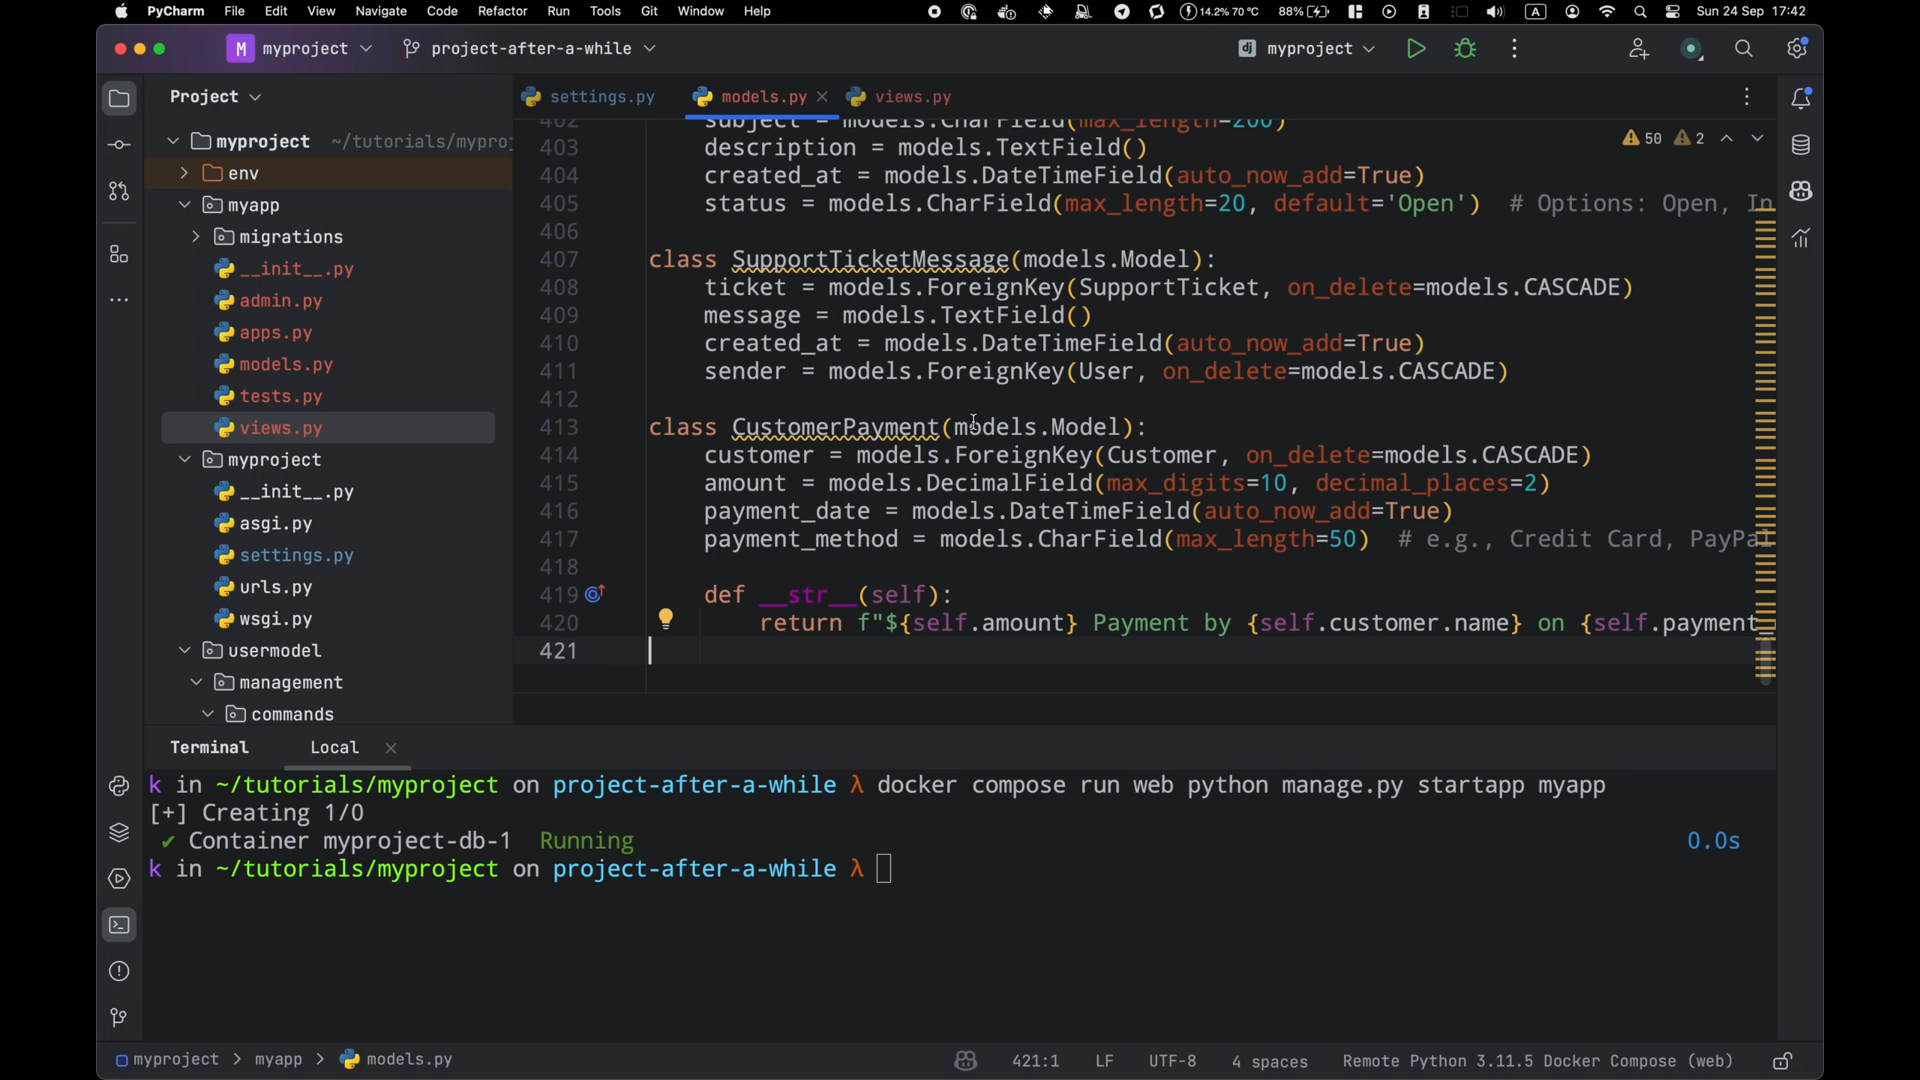 PyCharm File Edit View Navigate Code Refactor Run Tools Git Window Help 14.2% 70 °C 88% A Sun 24 Sep 17:42
M myproject project-after-a-while dj myproject
Project
settings.py models.py views.py
myproject ~/tutorials/myproj
env
myapp
migrations
__init__.py
admin.py
apps.py
models.py
tests.py
views.py
myproject
__init__.py
asgi.py
settings.py
urls.py
wsgi.py
usermodel
management
commands
50 2
402 subject = models.CharField(max_length=200)
403 description = models.TextField()
404 created_at = models.DateTimeField(auto_now_add=True)
405 status = models.CharField(max_length=20, default='Open') # Options: Open, In
406
407 class SupportTicketMessage(models.Model):
408 ticket = models.ForeignKey(SupportTicket, on_delete=models.CASCADE)
409 message = models.TextField()
410 created_at = models.DateTimeField(auto_now_add=True)
411 sender = models.ForeignKey(User, on_delete=models.CASCADE)
412
413 class CustomerPayment(models.Model):
414 customer = models.ForeignKey(Customer, on_delete=models.CASCADE)
415 amount = models.DecimalField(max_digits=10, decimal_places=2)
416 payment_date = models.DateTimeField(auto_now_add=True)
417 payment_method = models.CharField(max_length=50) # e.g., Credit Card, PayPal
418
419 def __str__(self):
420 return f"${self.amount} Payment by {self.customer.name} on {self.payment
421
Terminal Local
k in ~/tutorials/myproject on project-after-a-while λ docker compose run web python manage.py startapp myapp
[+] Creating 1/0
✔ Container myproject-db-1 Running 0.0s
k in ~/tutorials/myproject on project-after-a-while λ
myproject > myapp > models.py 421:1 LF UTF-8 4 spaces Remote Python 3.11.5 Docker Compose (web)